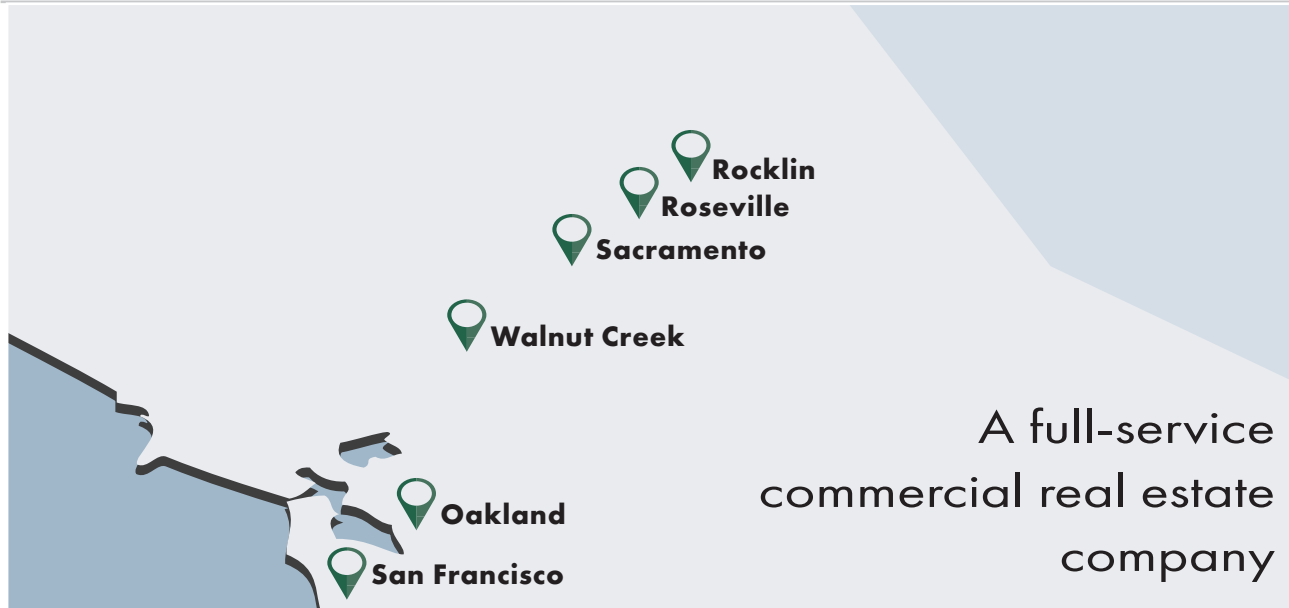 Rocklin
Roseville
Sacramento
Walnut Creek
A full-service
commercial real estate
company
Oakland
San Francisco